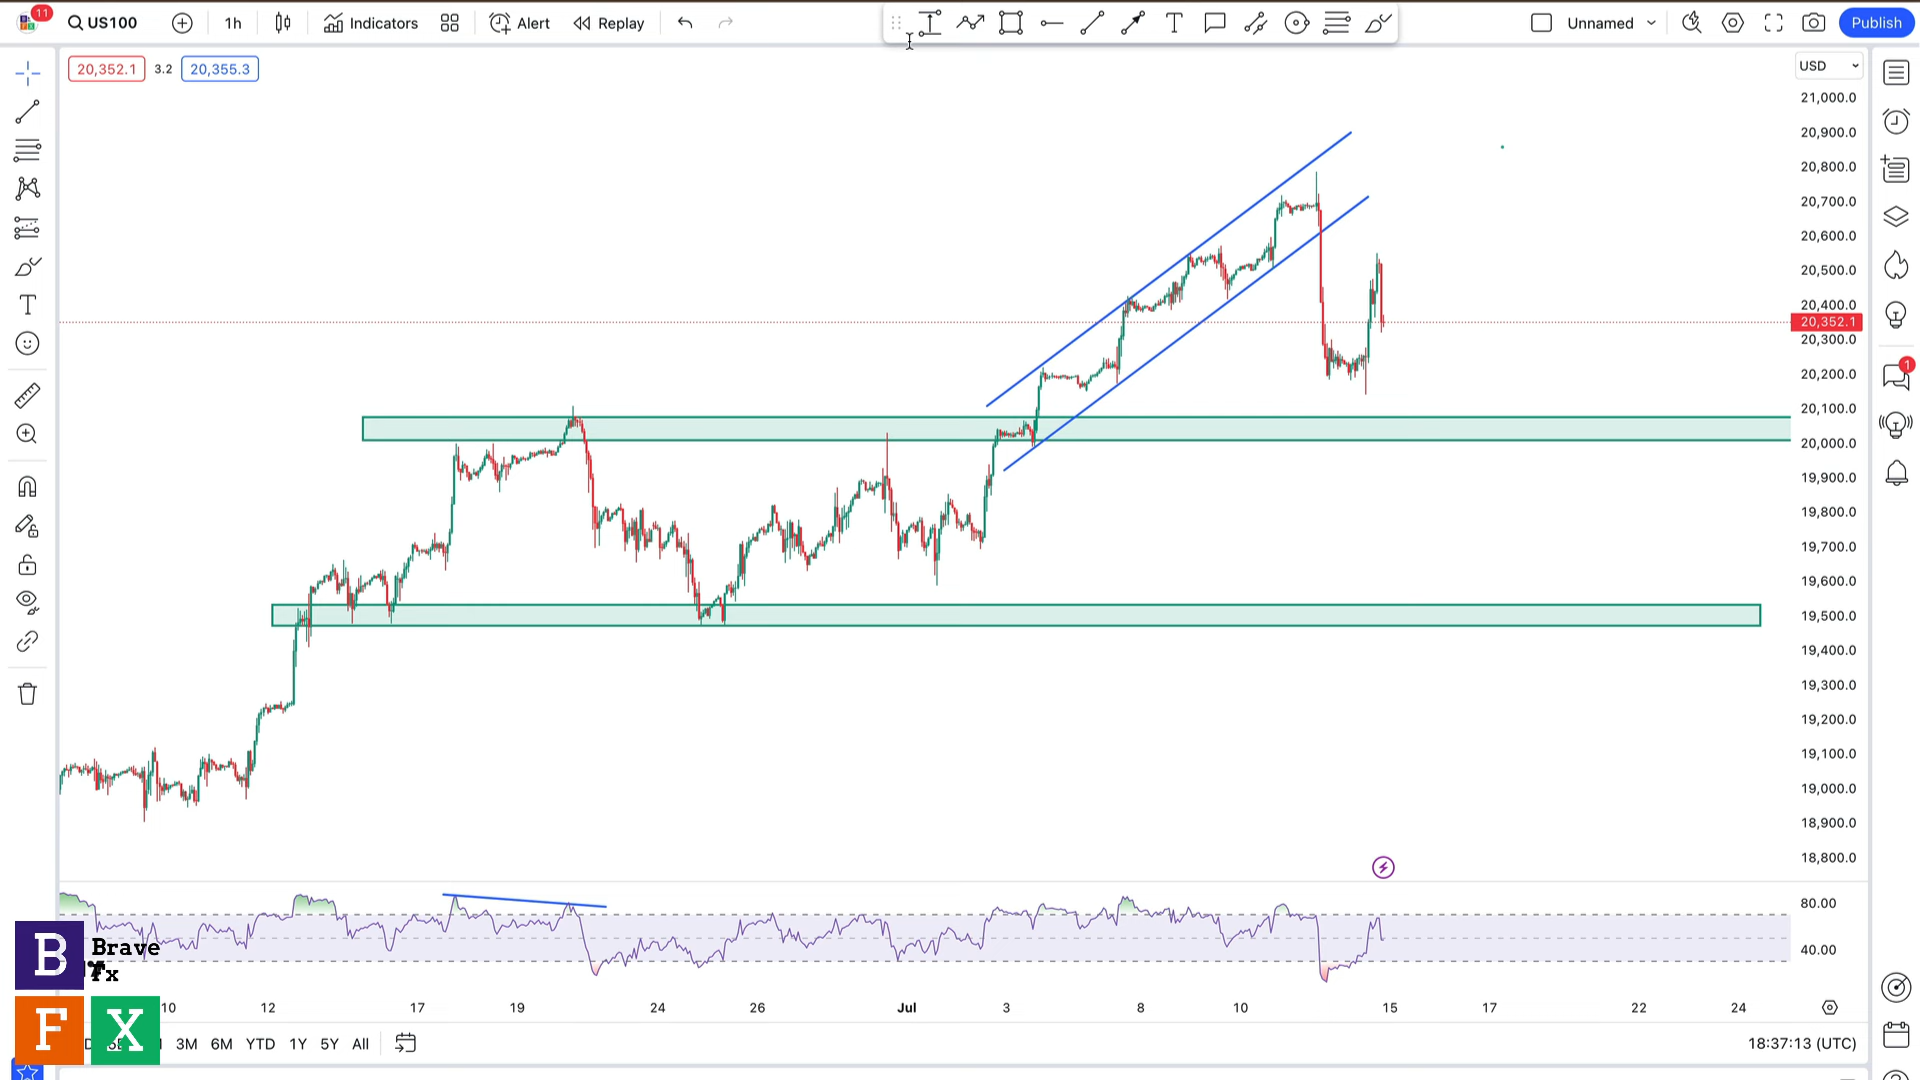 11
US100
1h
Indicators
Alert
Replay
Unnamed
Publish
20,352.1
3.2
20,355.3
USD
21,000.0
20,900.0
20,800.0
20,700.0
20,600.0
20,500.0
20,400.0
20,352.1
20,300.0
20,200.0
20,100.0
20,000.0
19,900.0
19,800.0
19,700.0
19,600.0
19,500.0
19,400.0
19,300.0
19,200.0
19,100.0
19,000.0
18,900.0
18,800.0
80.00
40.00
1
B Brave
Fx
F X
10 12 17 19 24 26 Jul 3 8 10 15 17 22 24
3M 6M YTD 1Y 5Y All
18:37:13 (UTC)